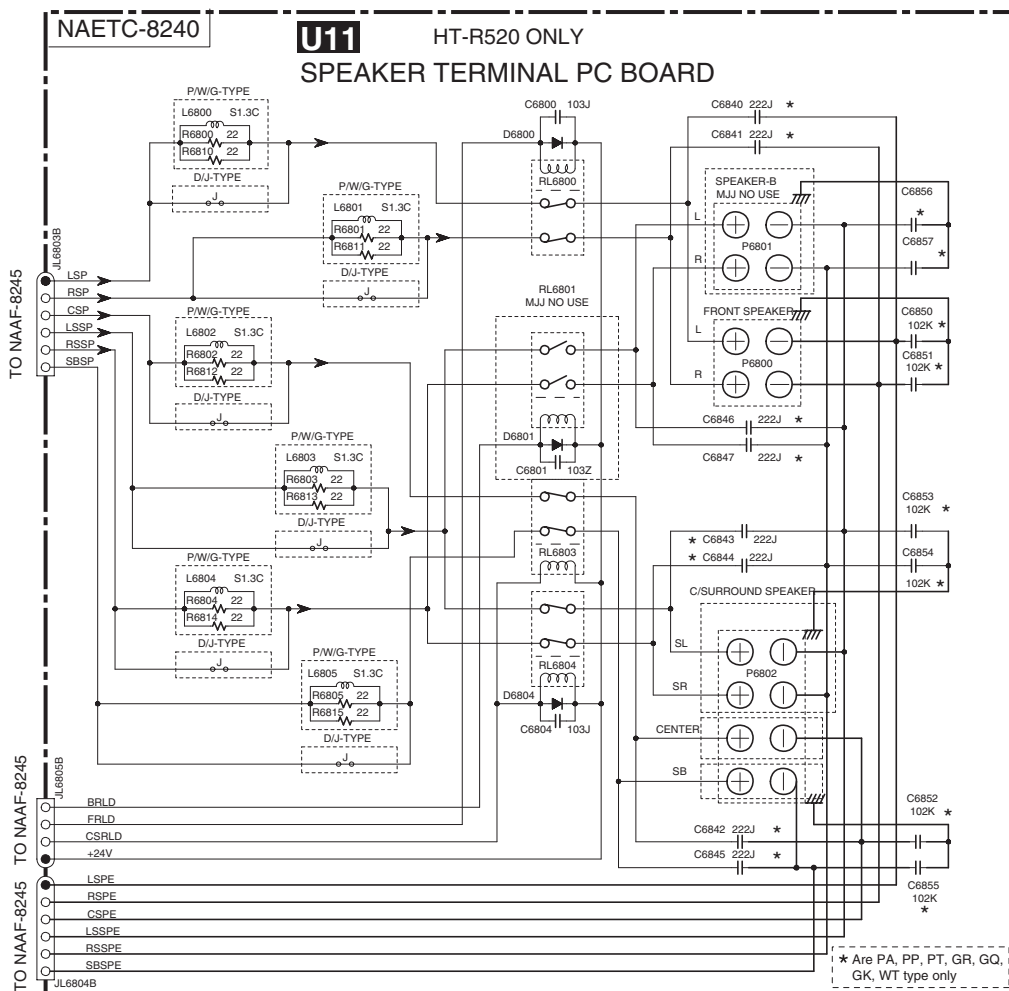 NAETC-8240
U11
HT-R520 ONLY
SPEAKER TERMINAL PC BOARD
P/W/G-TYPE
L6800 S1.3C
R6800 22
R6810 22
D/J-TYPE
J
P/W/G-TYPE
L6801 S1.3C
R6801 22
R6811 22
D/J-TYPE
J
C6800 103J
D6800
RL6800
C6840 222J *
C6841 222J *
SPEAKER-B
MJJ NO USE
L
P6801
R
C6856
*
C6857
*
TO NAAF-8245
JL6803B
LSP
RSP
CSP
LSSP
RSSP
SBSP
P/W/G-TYPE
L6802 S1.3C
R6802 22
R6812 22
D/J-TYPE
J
RL6801
MJJ NO USE
D6801
C6801 103Z
FRONT SPEAKER
L
P6800
R
C6850
102K *
C6851
102K *
C6846 222J *
C6847 222J *
P/W/G-TYPE
L6803 S1.3C
R6803 22
R6813 22
D/J-TYPE
J
RL6803
C6853
102K *
* C6843 222J
* C6844 222J
C6854
102K *
P/W/G-TYPE
L6804 S1.3C
R6804 22
R6814 22
D/J-TYPE
J
RL6804
D6804
C6804 103J
C/SURROUND SPEAKER
SL
P6802
SR
CENTER
SB
P/W/G-TYPE
L6805 S1.3C
R6805 22
R6815 22
D/J-TYPE
J
TO NAAF-8245
JL6805B
BRLD
FRLD
CSRLD
+24V
C6842 222J *
C6845 222J *
C6852
102K *
C6855
102K
*
TO NAAF-8245
LSPE
RSPE
CSPE
LSSPE
RSSPE
SBSPE
JL6804B
* Are PA, PP, PT, GR, GQ,
GK, WT type only